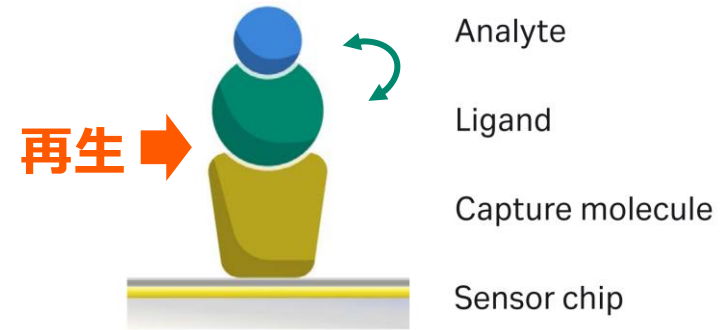 Analyte
Ligand
再生
Capture molecule
Sensor chip